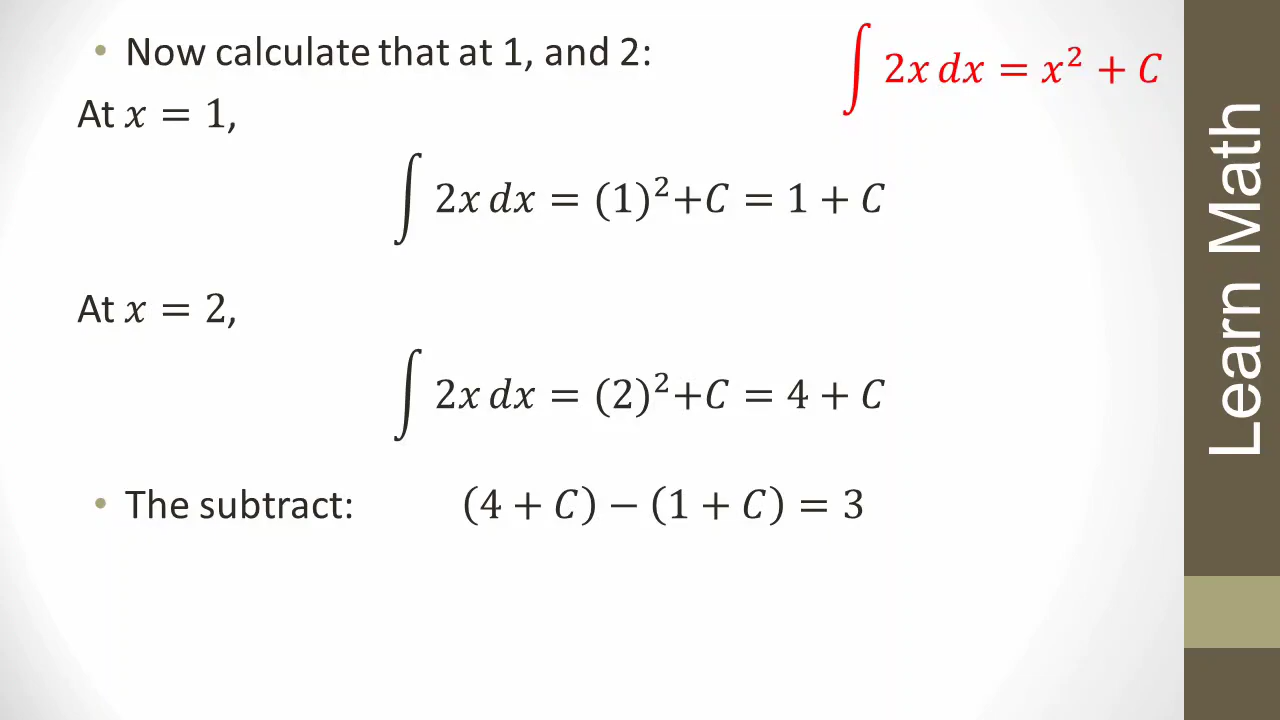 • Now calculate that at 1, and 2:
∫ 2x dx = x² + C
At x = 1,
∫ 2x dx = (1)²+C = 1 + C
At x = 2,
∫ 2x dx = (2)²+C = 4 + C
• The subtract: (4 + C) − (1 + C) = 3
Learn Math